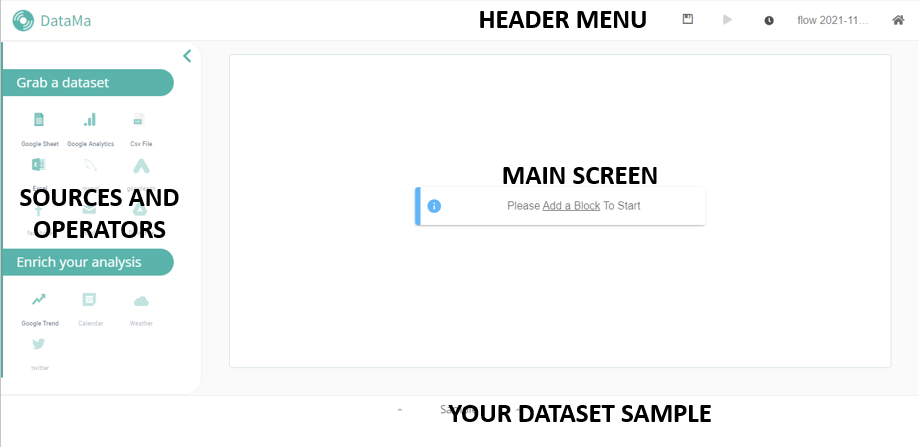 DataMa
HEADER MENU
flow 2021-11...
Grab a dataset
Google Sheet
Google Analytics
Csv File
Excel
SOURCES AND
OPERATORS
MAIN SCREEN
Please Add a Block To Start
Enrich your analysis
Google Trend
Calendar
Weather
twitter
YOUR DATASET SAMPLE